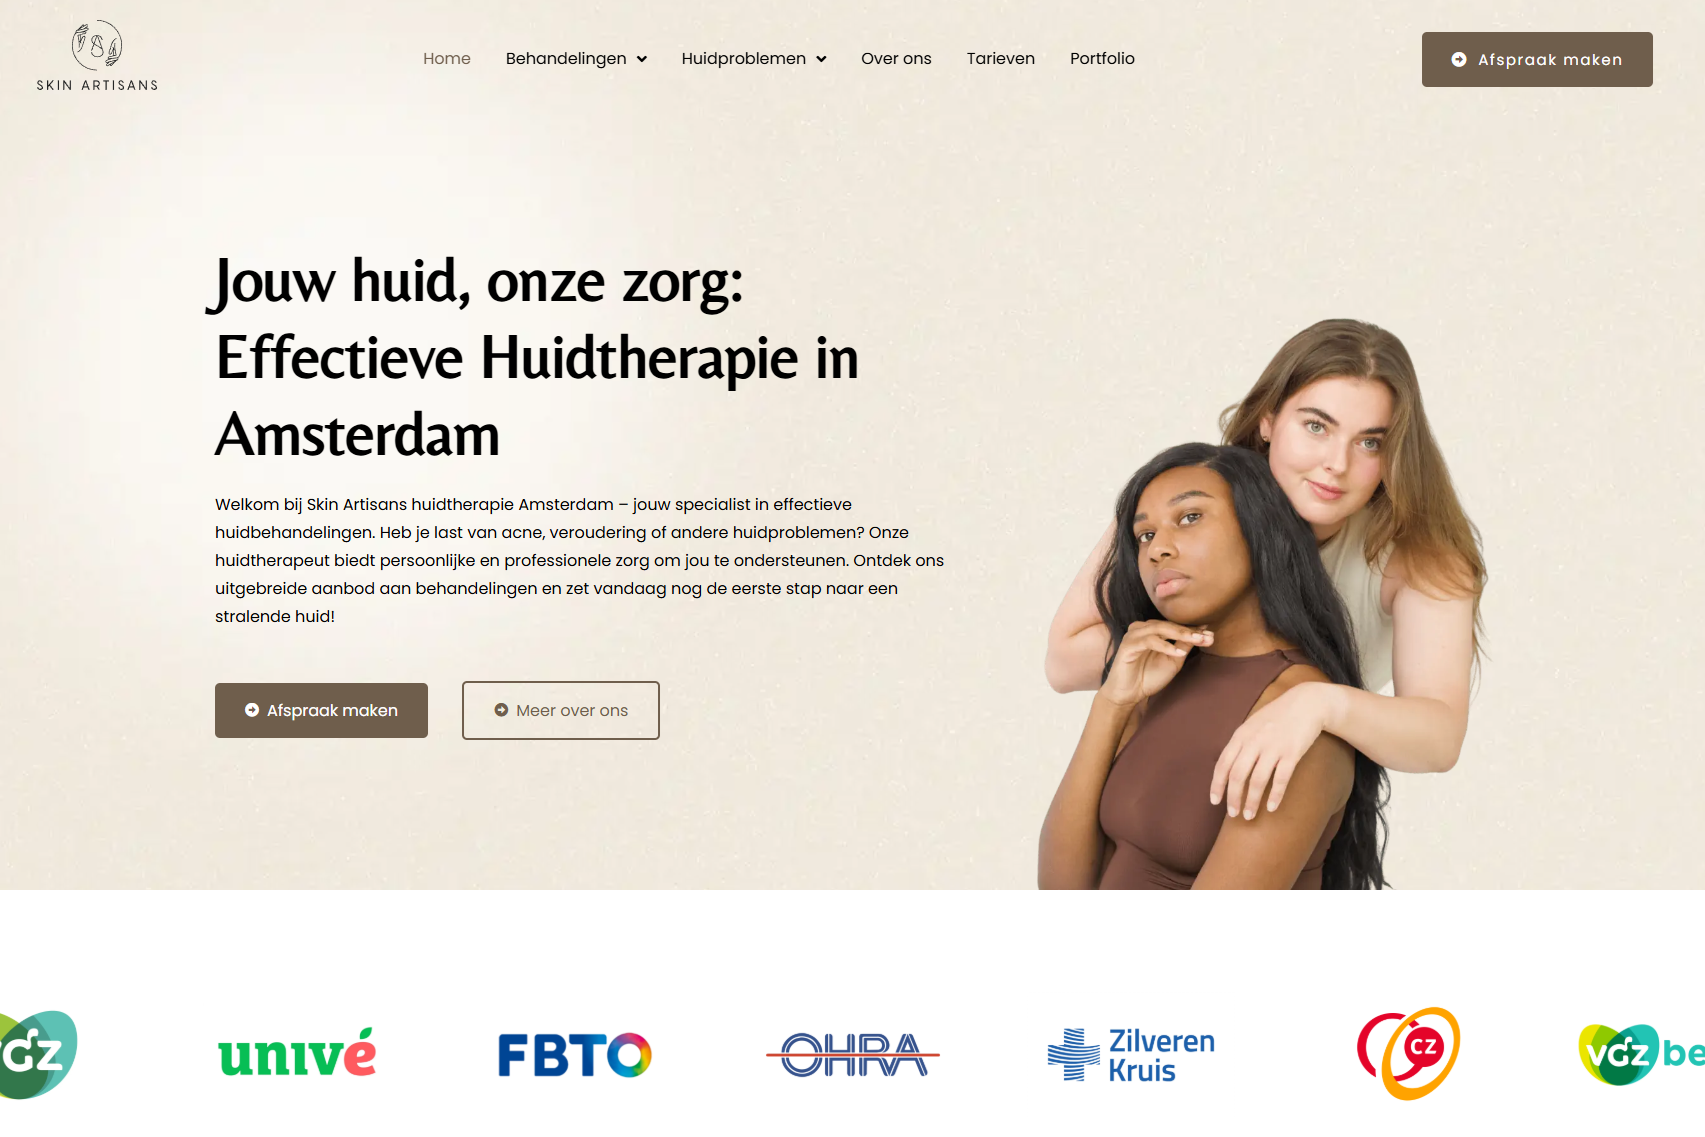 SKIN ARTISANS
Home Behandelingen Huidproblemen Over ons Tarieven Portfolio
Afspraak maken
Jouw huid, onze zorg:
Effectieve Huidtherapie in
Amsterdam
Welkom bij Skin Artisans huidtherapie Amsterdam – jouw specialist in effectieve
huidbehandelingen. Heb je last van acne, veroudering of andere huidproblemen? Onze
huidtherapeut biedt persoonlijke en professionele zorg om jou te ondersteunen. Ontdek ons
uitgebreide aanbod aan behandelingen en zet vandaag nog de eerste stap naar een
stralende huid!
Afspraak maken
Meer over ons
vgz univé FBTO OHRA Zilveren
Kruis
CZ
vgz be